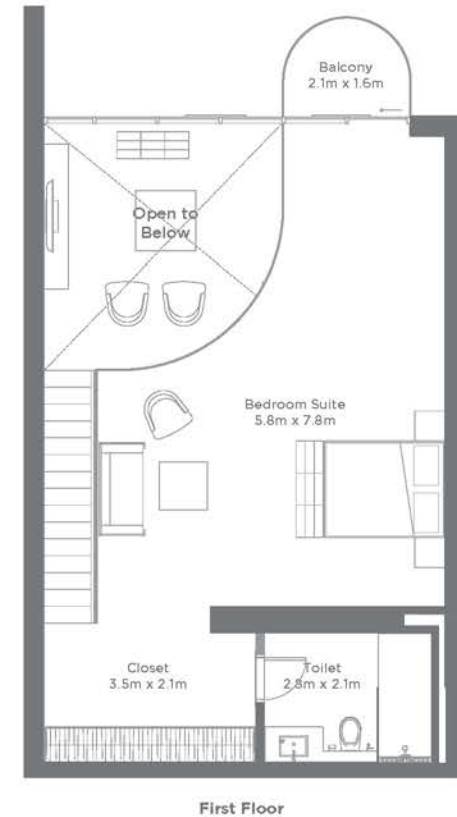 Balcony
2.1m x 1.6m
Open to
Below
Bedroom Suite
5.8m x 7.8m
Closet
3.5m x 2.1m
Toilet
2.8m x 2.1m
First Floor